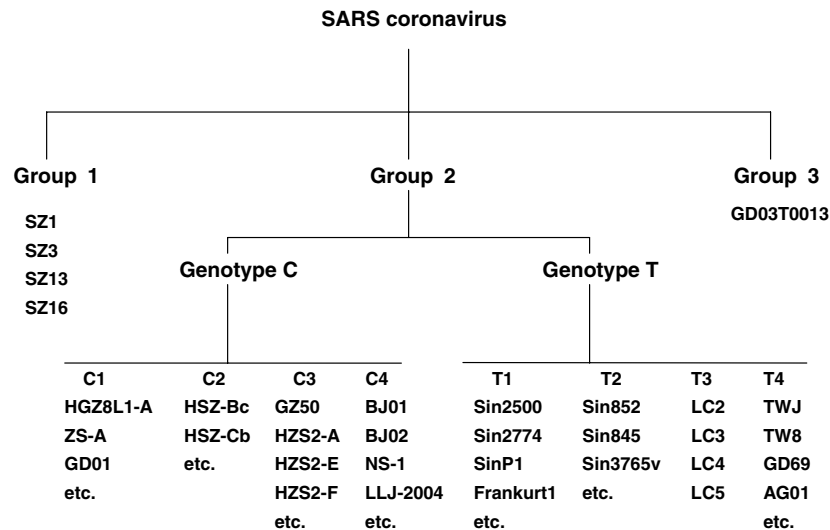 SARS coronavirus
Group 1 Group 2 Group 3
SZ1
SZ3
SZ13
SZ16
GD03T0013
Genotype C Genotype T
C1 C2 C3 C4 T1 T2 T3 T4
HGZ8L1-A HSZ-Bc GZ50 BJ01 Sin2500 Sin852 LC2 TWJ
ZS-A HSZ-Cb HZS2-A BJ02 Sin2774 Sin845 LC3 TW8
GD01 etc. HZS2-E NS-1 SinP1 Sin3765v LC4 GD69
etc. HZS2-F LLJ-2004 Frankurt1 etc. LC5 AG01
etc. etc. etc. etc.